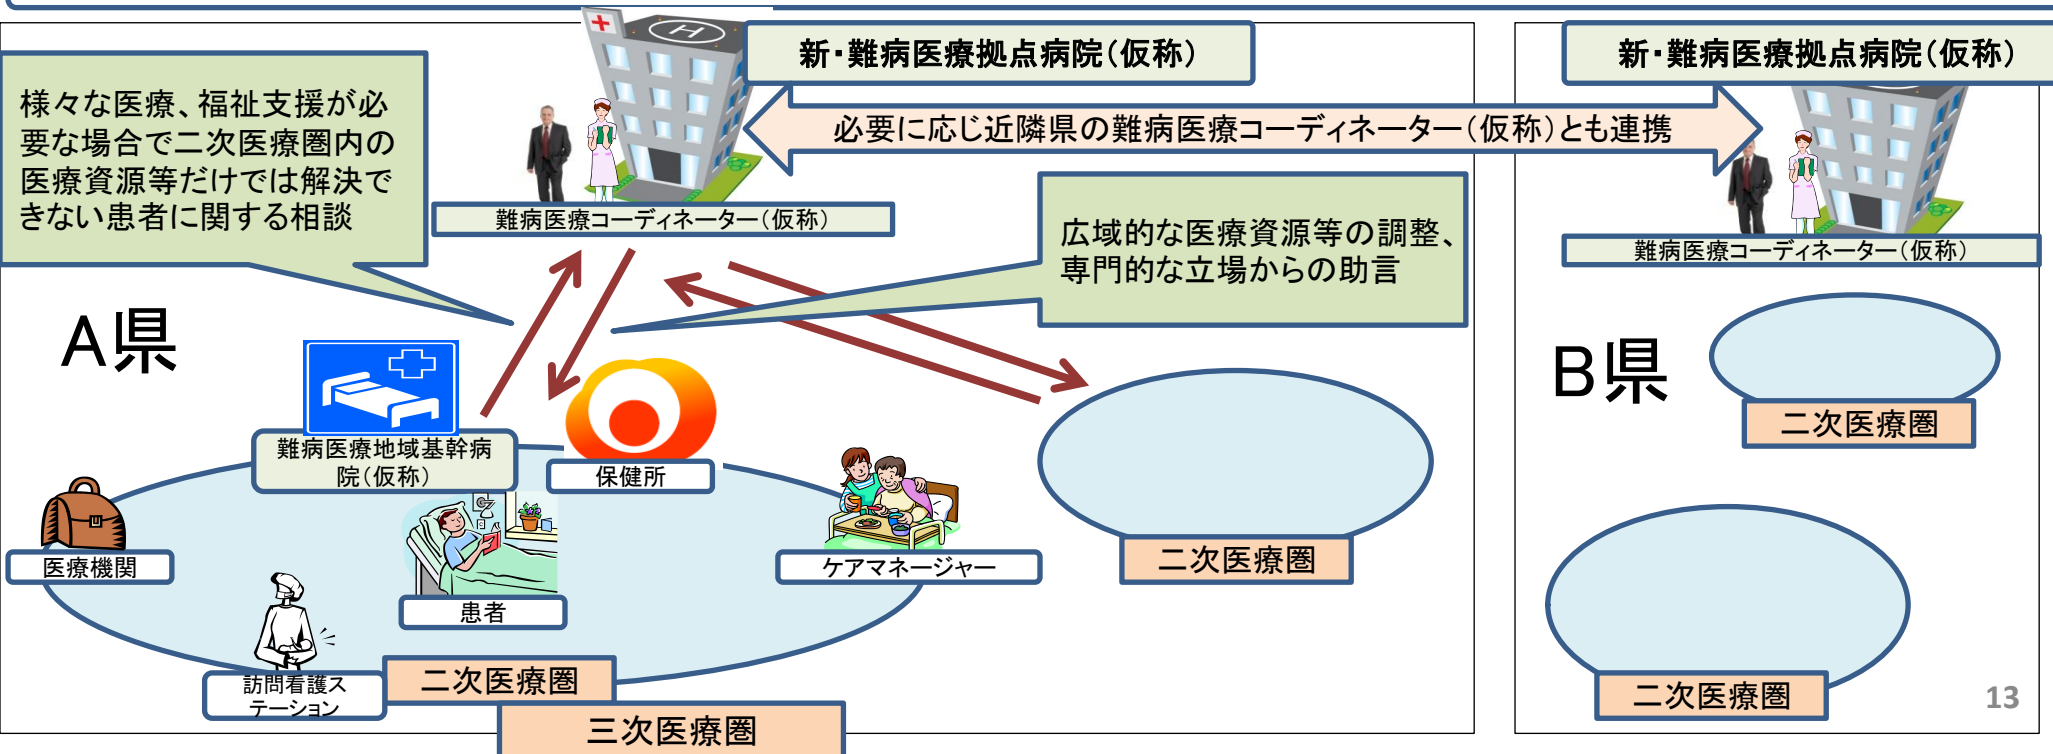 新・難病医療拠点病院（仮称）
新・難病医療拠点病院（仮称）
様々な医療、福祉支援が必
要な場合で二次医療圏内の
医療資源等だけでは解決で
きない患者に関する相談
必要に応じ近隣県の難病医療コーディネーター（仮称）とも連携
難病医療コーディネーター（仮称）
難病医療コーディネーター（仮称）
広域的な医療資源等の調整、
専門的な立場からの助言
A県
B県
難病医療地域基幹病
院（仮称）
保健所
医療機関
患者
ケアマネージャー
訪問看護ス
テーション
二次医療圏
二次医療圏
二次医療圏
二次医療圏
三次医療圏
13
H